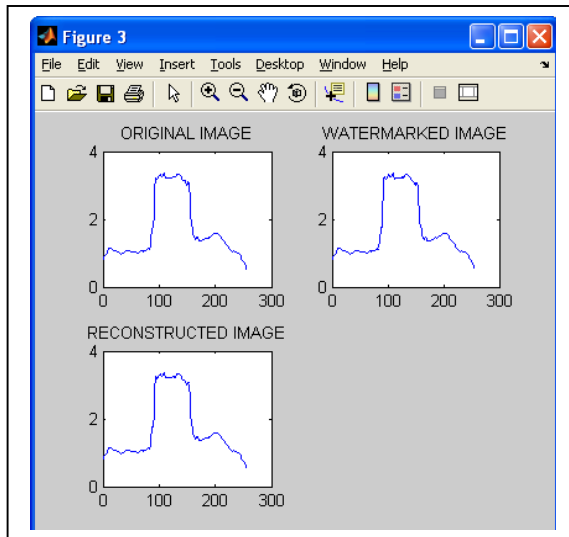 Figure 3
File Edit View Insert Tools Desktop Window Help
ORIGINAL IMAGE
4
2
0
0 100 200 300
WATERMARKED IMAGE
4
2
0
0 100 200 300
RECONSTRUCTED IMAGE
4
2
0
0 100 200 300